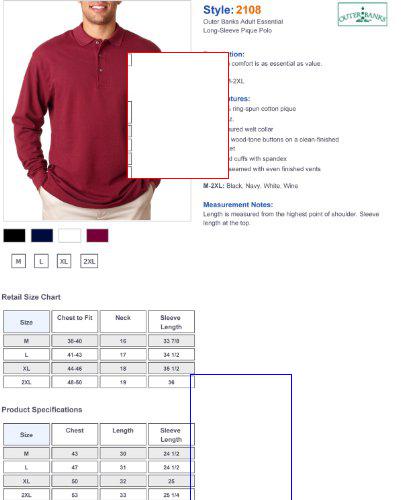 Style: 2108
OUTER BANKS
Outer Banks Adult Essential
Long-Sleeve Pique Polo
comfort is as essential as value.
M-2XL
ring-spun cotton pique
welt collar
wood-tone buttons on a clean-finished
cuffs with spandex
seamed with even finished vents
M-2XL: Black, Navy, White, Wine
Measurement Notes:
Length is measured from the highest point of shoulder. Sleeve
length at the top.
M L XL 2XL
Retail Size Chart
Size Chest to Fit Neck Sleeve Length
M 38-40 16 33 7/8
L 41-43 17 34 1/2
XL 44-46 18 35 1/2
2XL 48-50 19 36
Product Specifications
Size Chest Length Sleeve Length
M 43 30 24 1/2
L 47 31 24 1/2
XL 50 32 25
2XL 53 33 25 1/4